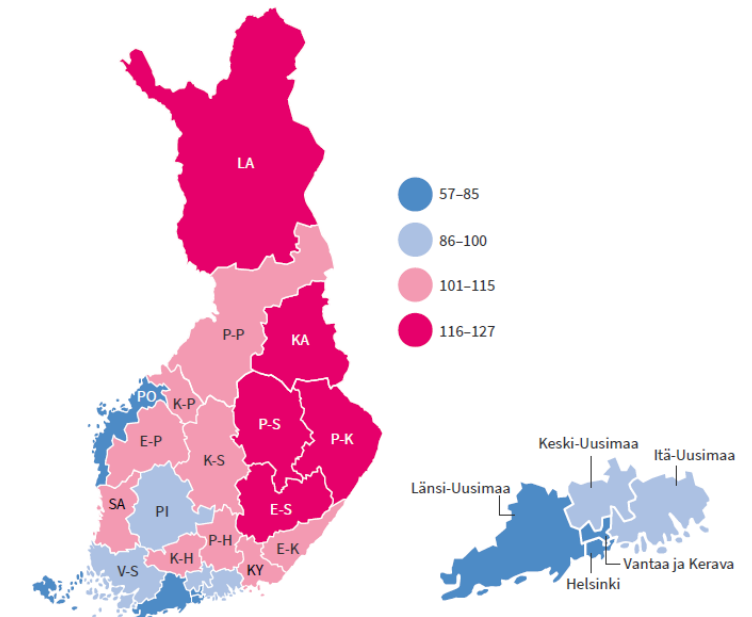 LA
57–85
86–100
101–115
116–127
P-P
KA
PO
K-P
P-S
P-K
E-P
K-S
SA
PI
E-S
P-H
E-K
K-H
KY
V-S
Keski-Uusimaa
Itä-Uusimaa
Länsi-Uusimaa
Vantaa ja Kerava
Helsinki